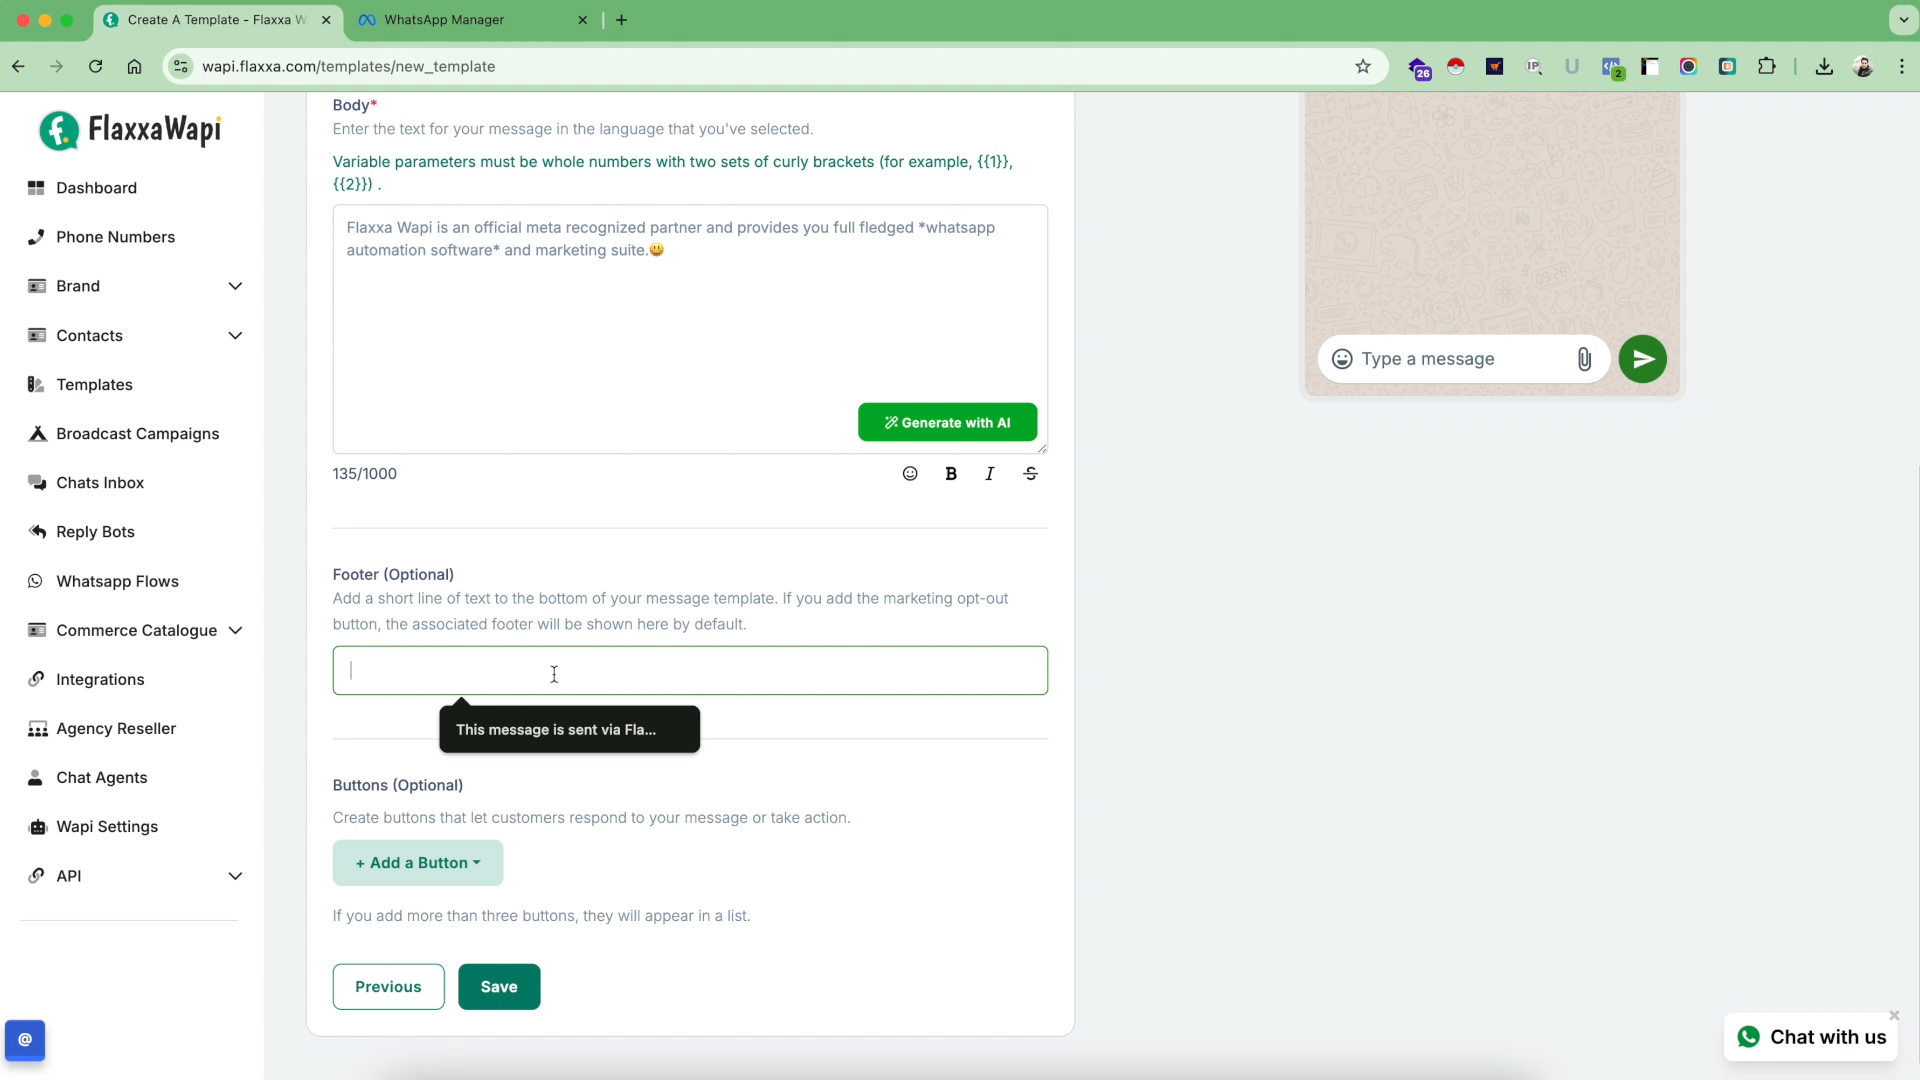 Create A Template - Flaxxa W
WhatsApp Manager
wapi.flaxxa.com/templates/new_template
26
IP
U
2
FlaxxaWapi
Dashboard
Phone Numbers
Brand
Contacts
Templates
Broadcast Campaigns
Chats Inbox
Reply Bots
Whatsapp Flows
Commerce Catalogue
Integrations
Agency Reseller
Chat Agents
Wapi Settings
API
@
Body*
Enter the text for your message in the language that you've selected.
Variable parameters must be whole numbers with two sets of curly brackets (for example, {{1}},
{{2}}) .
Flaxxa Wapi is an official meta recognized partner and provides you full fledged *whatsapp
automation software* and marketing suite.😃
Generate with AI
135/1000
B I S
Footer (Optional)
Add a short line of text to the bottom of your message template. If you add the marketing opt-out
button, the associated footer will be shown here by default.
This message is sent via Fla...
Buttons (Optional)
Create buttons that let customers respond to your message or take action.
+ Add a Button
If you add more than three buttons, they will appear in a list.
Previous
Save
Type a message
Chat with us